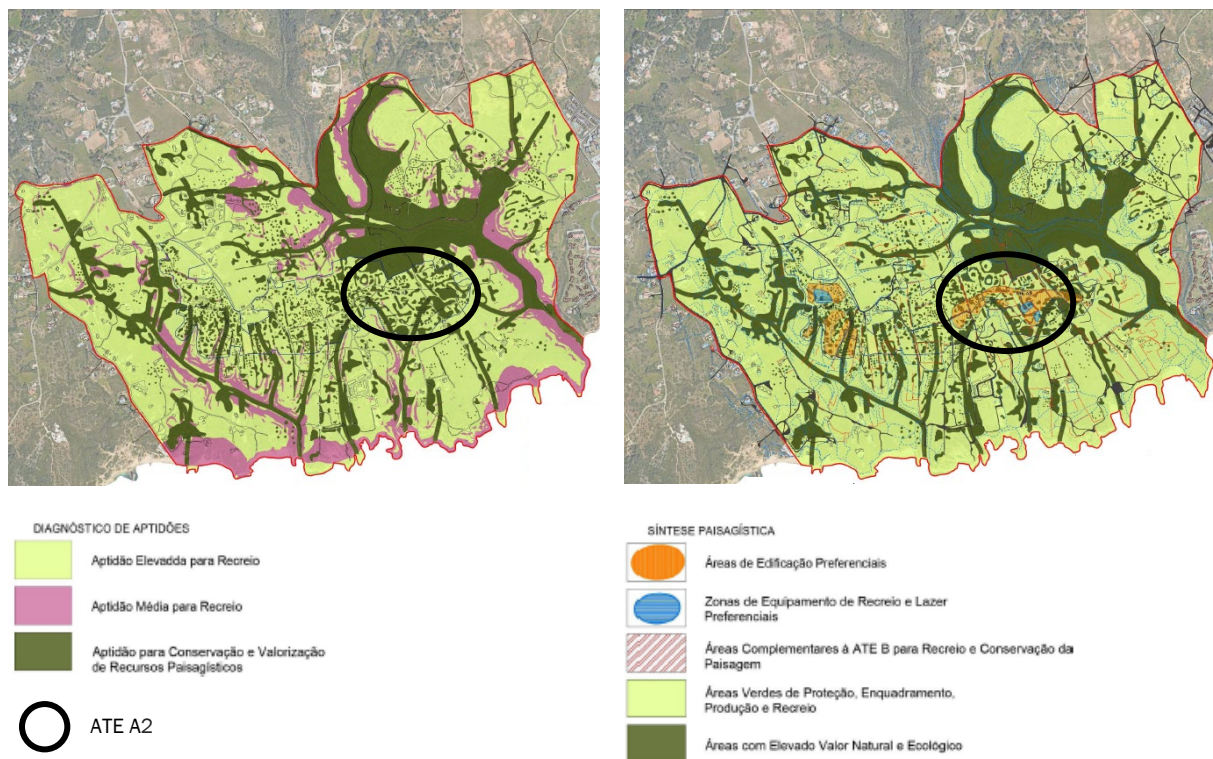 DIAGNÓSTICO DE APTIDÕES
Aptidão Elevadda para Recreio
Aptidão Média para Recreio
Aptidão para Conservação e Valorização
de Recursos Paisagísticos
ATE A2
SÍNTESE PAISAGÍSTICA
Áreas de Edificação Preferenciais
Zonas de Equipamento de Recreio e Lazer
Preferenciais
Áreas Complementares à ATE B para Recreio e Conservação da
Paisagem
Áreas Verdes de Proteção, Enquadramento,
Produção e Recreio
Áreas com Elevado Valor Natural e Ecológico